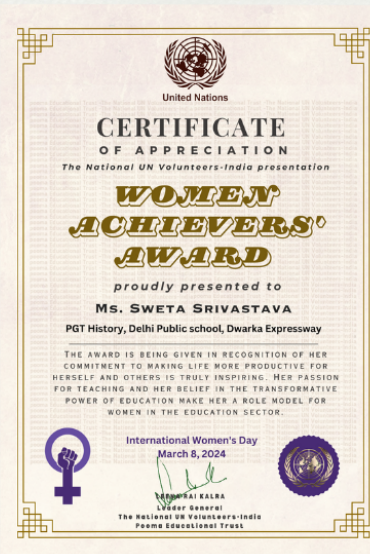 United Nations
CERTIFICATE
OF APPRECIATION
The National UN Volunteers-India presentation
WOMEN
ACHIEVERS'
AWARD
proudly presented to
Ms. Sweta Srivastava
PGT History, Delhi Public school, Dwarka Expressway
The award is being given in recognition of her
commitment to making life more productive for
herself and others is truly inspiring. Her passion
for teaching and her belief in the transformative
power of education make her a role model for
women in the education sector.
International Women's Day
March 8, 2024
RAI KALRA
Leader General
The National UN Volunteers-India
Poema Educational Trust